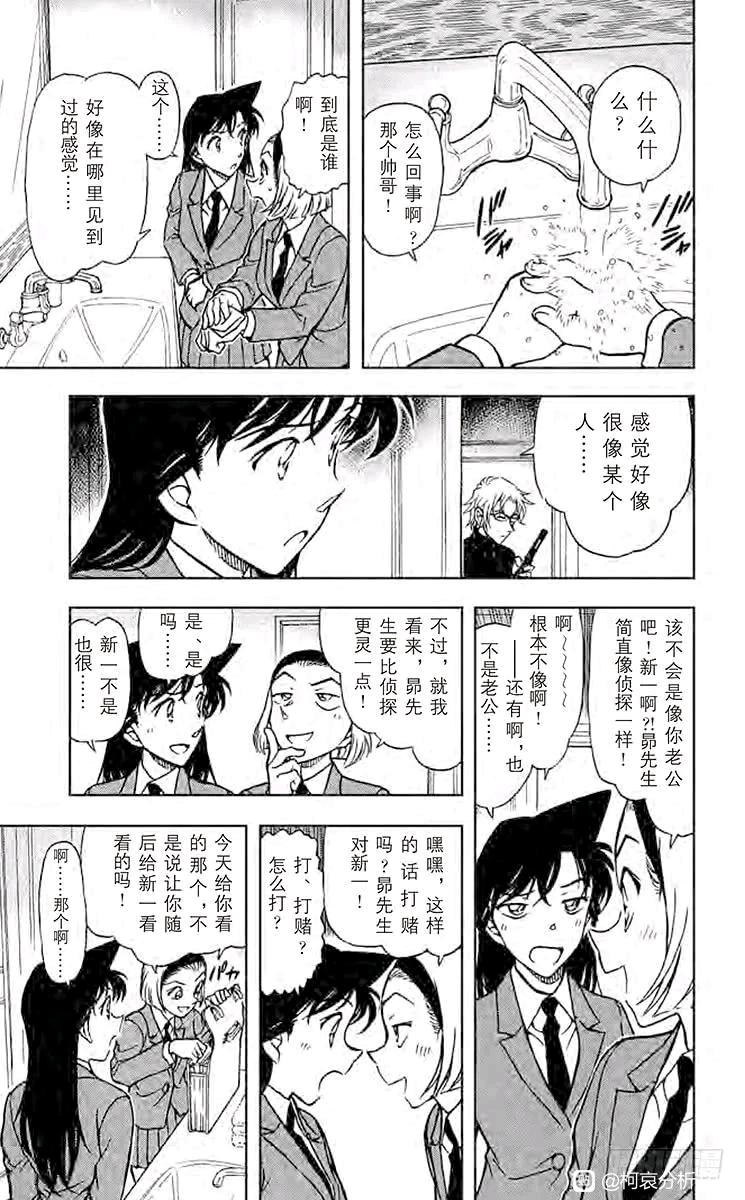 什什
么？
怎么回事啊？
那个帅哥！
到底是谁
啊！
这个……
好像在哪里见到
过的感觉……
感觉好像
很像某个
人……
该不会是像你老公
吧！新一啊?!昴先生
简直像侦探一样！
啊～～～～
根本不像啊！
——还有啊，也
不是老公……
不过，就我
看来，昴先
生要比侦探
更灵一点！
是、是
吗……
新一不是
也很……
嘿嘿，这样
的话打赌
吗？昴先生
对新一！
打、打赌
怎么打？
今天给你看
的那个，不
是说让你随
后给新一看
看的吗！
啊……那个啊……
@柯哀分析